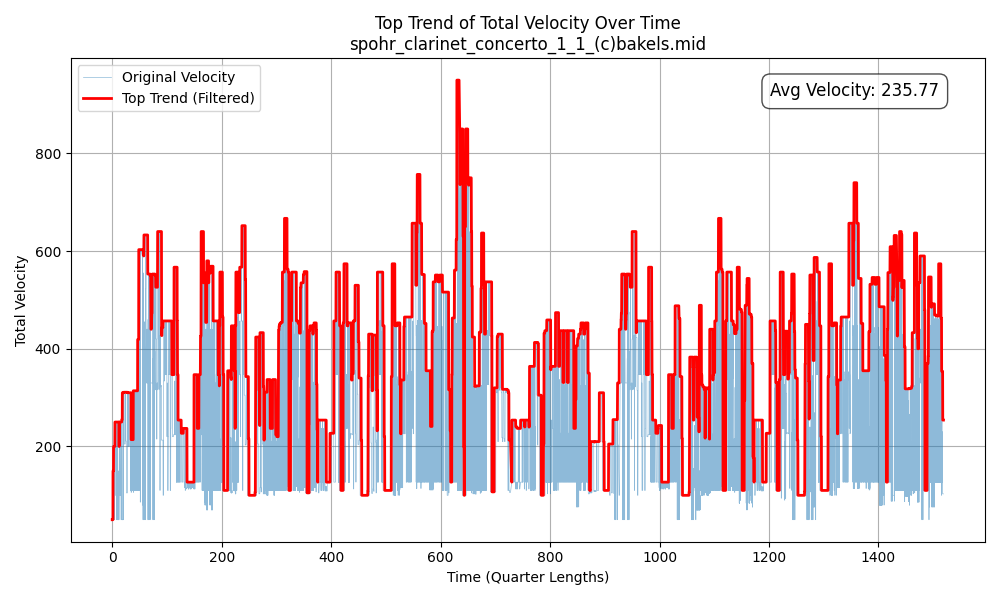 Top Trend of Total Velocity Over Time
spohr_clarinet_concerto_1_1_(c)bakels.mid
Original Velocity
Top Trend (Filtered)
Avg Velocity: 235.77
Total Velocity
800
600
400
200
0 200 400 600 800 1000 1200 1400
Time (Quarter Lengths)